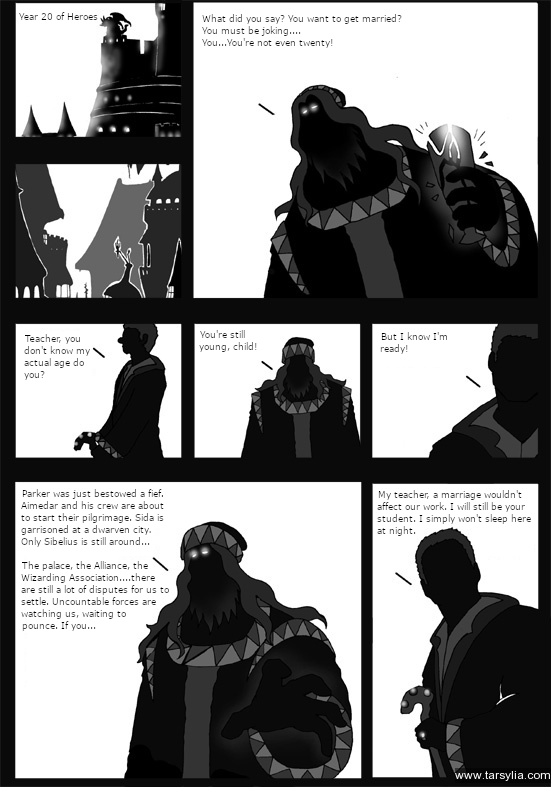 Year 20 of Heroes
What did you say? You want to get married?
You must be joking....
You...You're not even twenty!
Teacher, you
don't know my
actual age do
you?
You're still
young, child!
But I know I'm
ready!
Parker was just bestowed a fief.
Aimedar and his crew are about
to start their pilgrimage. Sida is
garrisoned at a dwarven city.
Only Sibelius is still around...
The palace, the Alliance, the
Wizarding Association....there
are still a lot of disputes for us to
settle. Uncountable forces are
watching us, waiting to
pounce. If you...
My teacher, a marriage wouldn't
affect our work. I will still be your
student. I simply won't sleep here
at night.
www.tarsylia.com